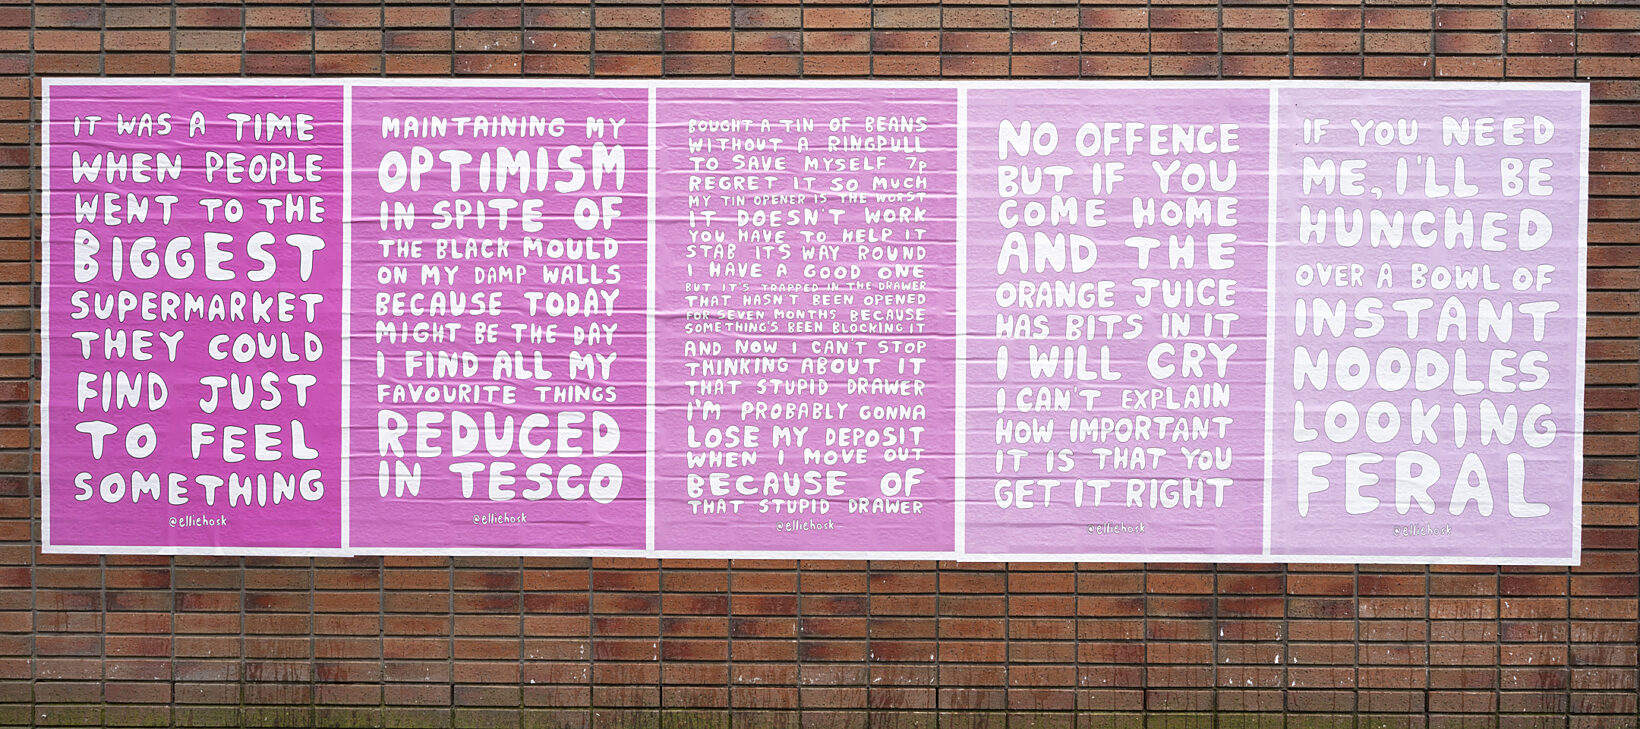 IT WAS A TIME
WHEN PEOPLE
WENT TO THE
BIGGEST
SUPERMARKET
THEY COULD
FIND JUST
TO FEEL
SOMETHING
@elliehosk
MAINTAINING MY
OPTIMISM
IN SPITE OF
THE BLACK MOULD
ON MY DAMP WALLS
BECAUSE TODAY
MIGHT BE THE DAY
I FIND ALL MY
FAVOURITE THINGS
REDUCED
IN TESCO
@elliehosk
BOUGHT A TIN OF BEANS
WITHOUT A RINGPULL
TO SAVE MYSELF 7p
REGRET IT SO MUCH
MY TIN OPENER IS THE WORST
IT DOESN'T WORK
YOU HAVE TO HELP IT
STAB IT'S WAY ROUND
I HAVE A GOOD ONE
BUT IT'S TRAPPED IN THE DRAWER
THAT HASN'T BEEN OPENED
FOR SEVEN MONTHS BECAUSE
SOMETHING'S BEEN BLOCKING IT
AND NOW I CAN'T STOP
THINKING ABOUT IT
THAT STUPID DRAWER
I'M PROBABLY GONNA
LOSE MY DEPOSIT
WHEN I MOVE OUT
BECAUSE OF
THAT STUPID DRAWER
@elliehosk
NO OFFENCE
BUT IF YOU
COME HOME
AND THE
ORANGE JUICE
HAS BITS IN IT
I WILL CRY
I CAN'T EXPLAIN
HOW IMPORTANT
IT IS THAT YOU
GET IT RIGHT
@elliehosk
IF YOU NEED
ME, I'LL BE
HUNCHED
OVER A BOWL OF
INSTANT
NOODLES
LOOKING
FERAL
@elliehosk